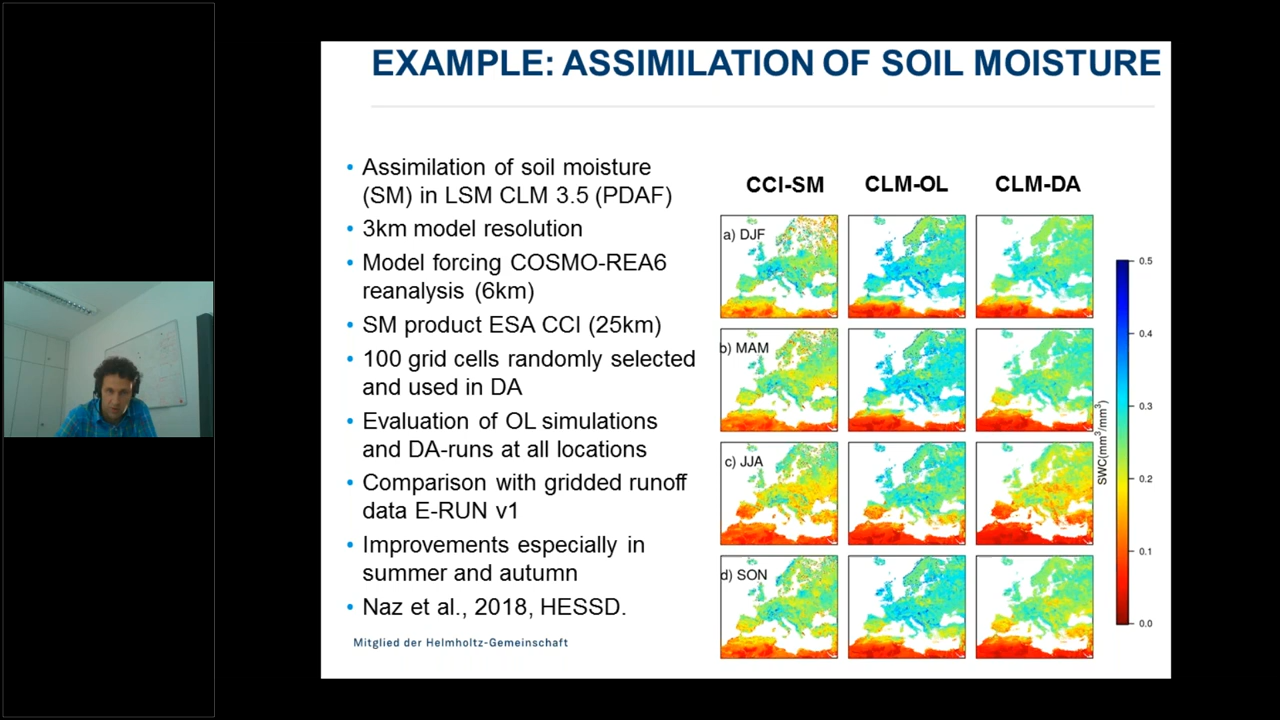 EXAMPLE: ASSIMILATION OF SOIL MOISTURE
• Assimilation of soil moisture
(SM) in LSM CLM 3.5 (PDAF)
• 3km model resolution
• Model forcing COSMO-REA6
reanalysis (6km)
• SM product ESA CCI (25km)
• 100 grid cells randomly selected
and used in DA
• Evaluation of OL simulations
and DA-runs at all locations
• Comparison with gridded runoff
data E-RUN v1
• Improvements especially in
summer and autumn
• Naz et al., 2018, HESSD.
Mitglied der Helmholtz-Gemeinschaft
CCI-SM CLM-OL CLM-DA
a) DJF
b) MAM
c) JJA
d) SON
0.5
0.4
0.3
0.2
0.1
0.0
SWC(mm³/mm³)